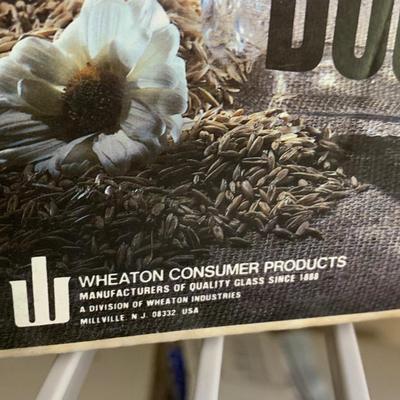 WHEATON CONSUMER PRODUCTS
MANUFACTURERS OF QUALITY GLASS SINCE 1888
A DIVISION OF WHEATON INDUSTRIES
MILLVILLE, N.J. 08332, USA